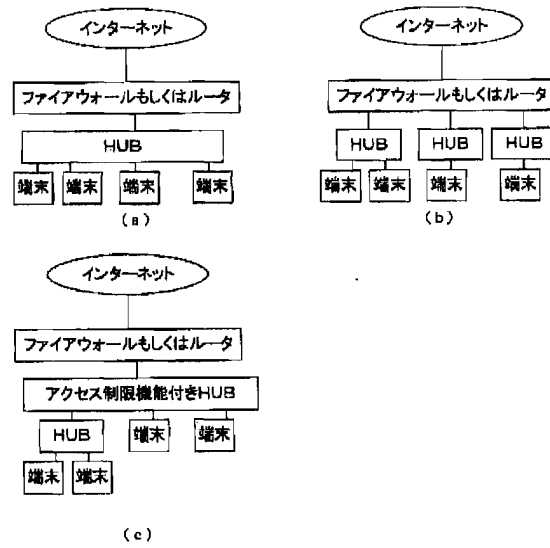 インターネット
ファイアウォールもしくはルータ
HUB
端末 端末 端末 端末
(a)
インターネット
ファイアウォールもしくはルータ
HUB HUB HUB
端末 端末 端末 端末
(b)
インターネット
ファイアウォールもしくはルータ
アクセス制限機能付きHUB
HUB 端末 端末
端末 端末
(c)